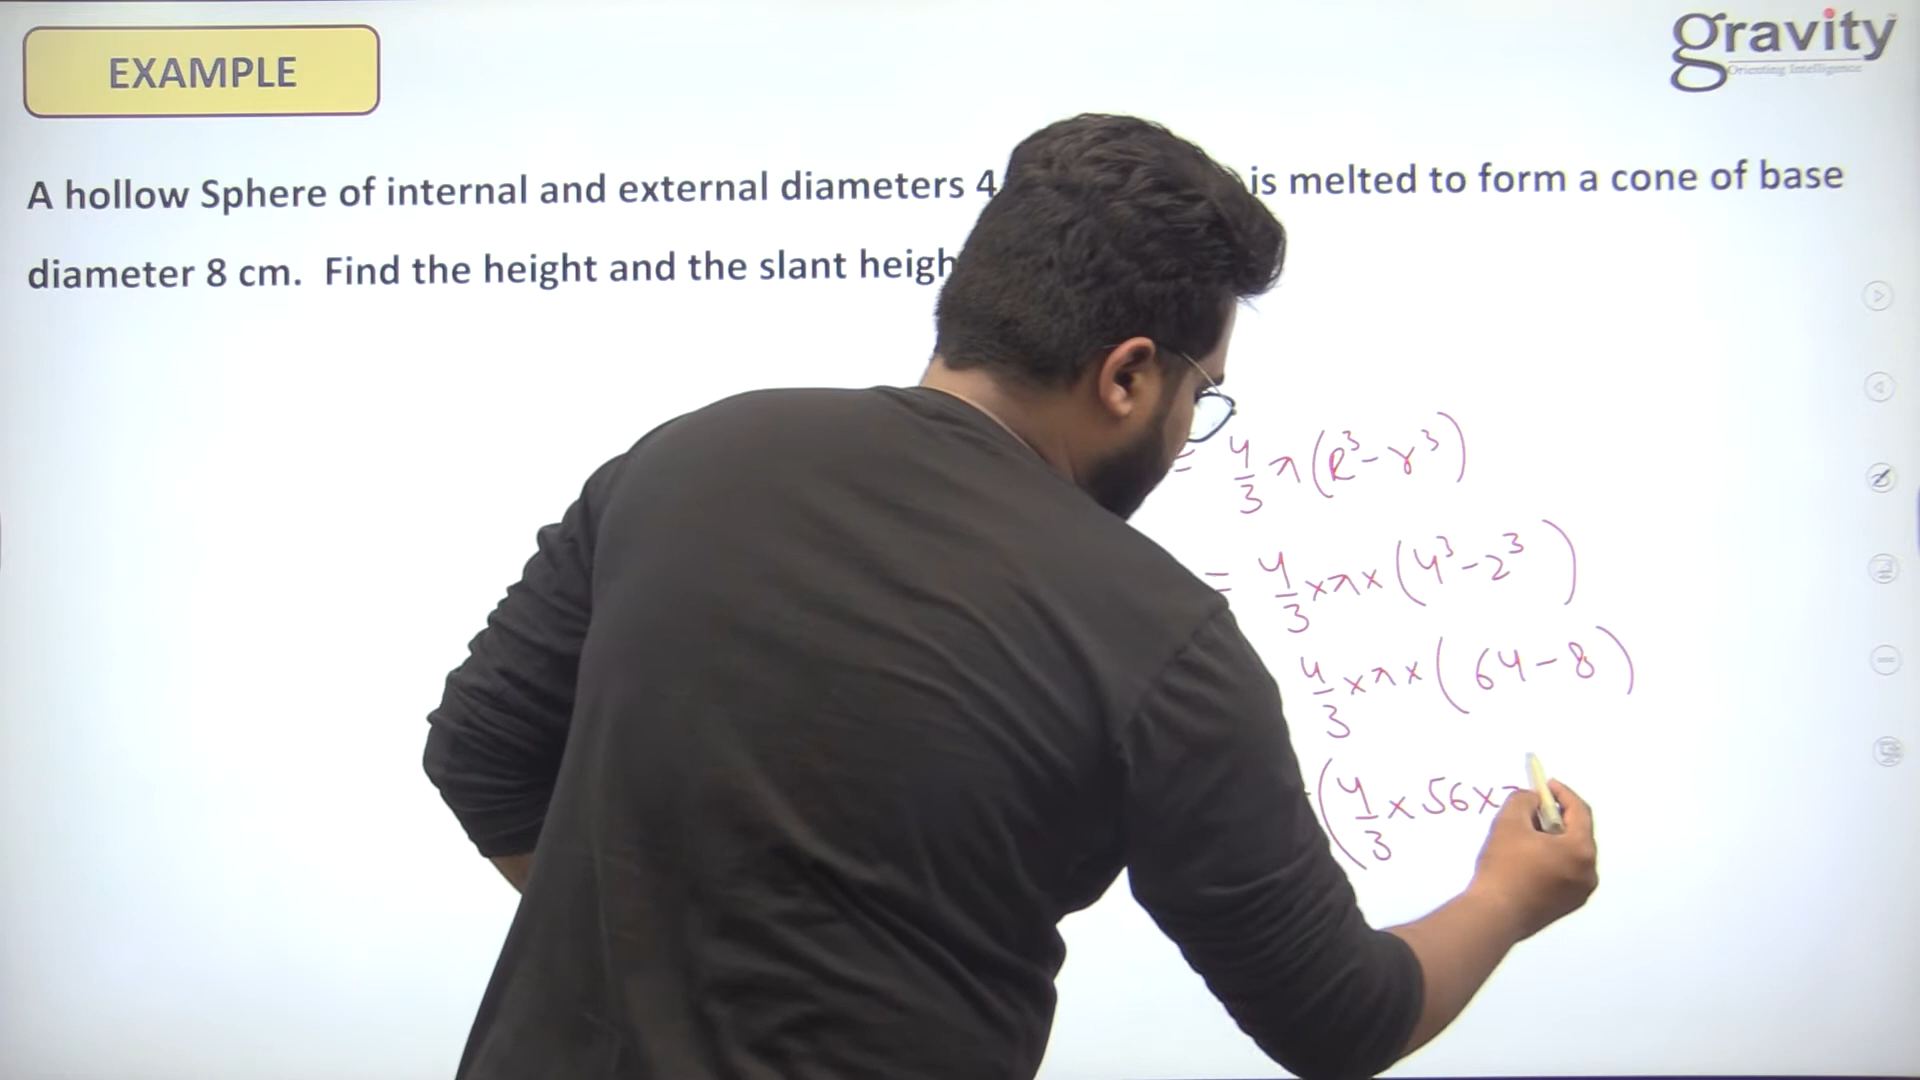 EXAMPLE
gravity
Orienting Intelligence
A hollow Sphere of internal and external diameters 4 is melted to form a cone of base
diameter 8 cm. Find the height and the slant
= 4/3 π (R³ - r³)
= 4/3 × π × (4³ - 2³)
4/3 × π × (64 - 8)
(4/3 × 56 ×